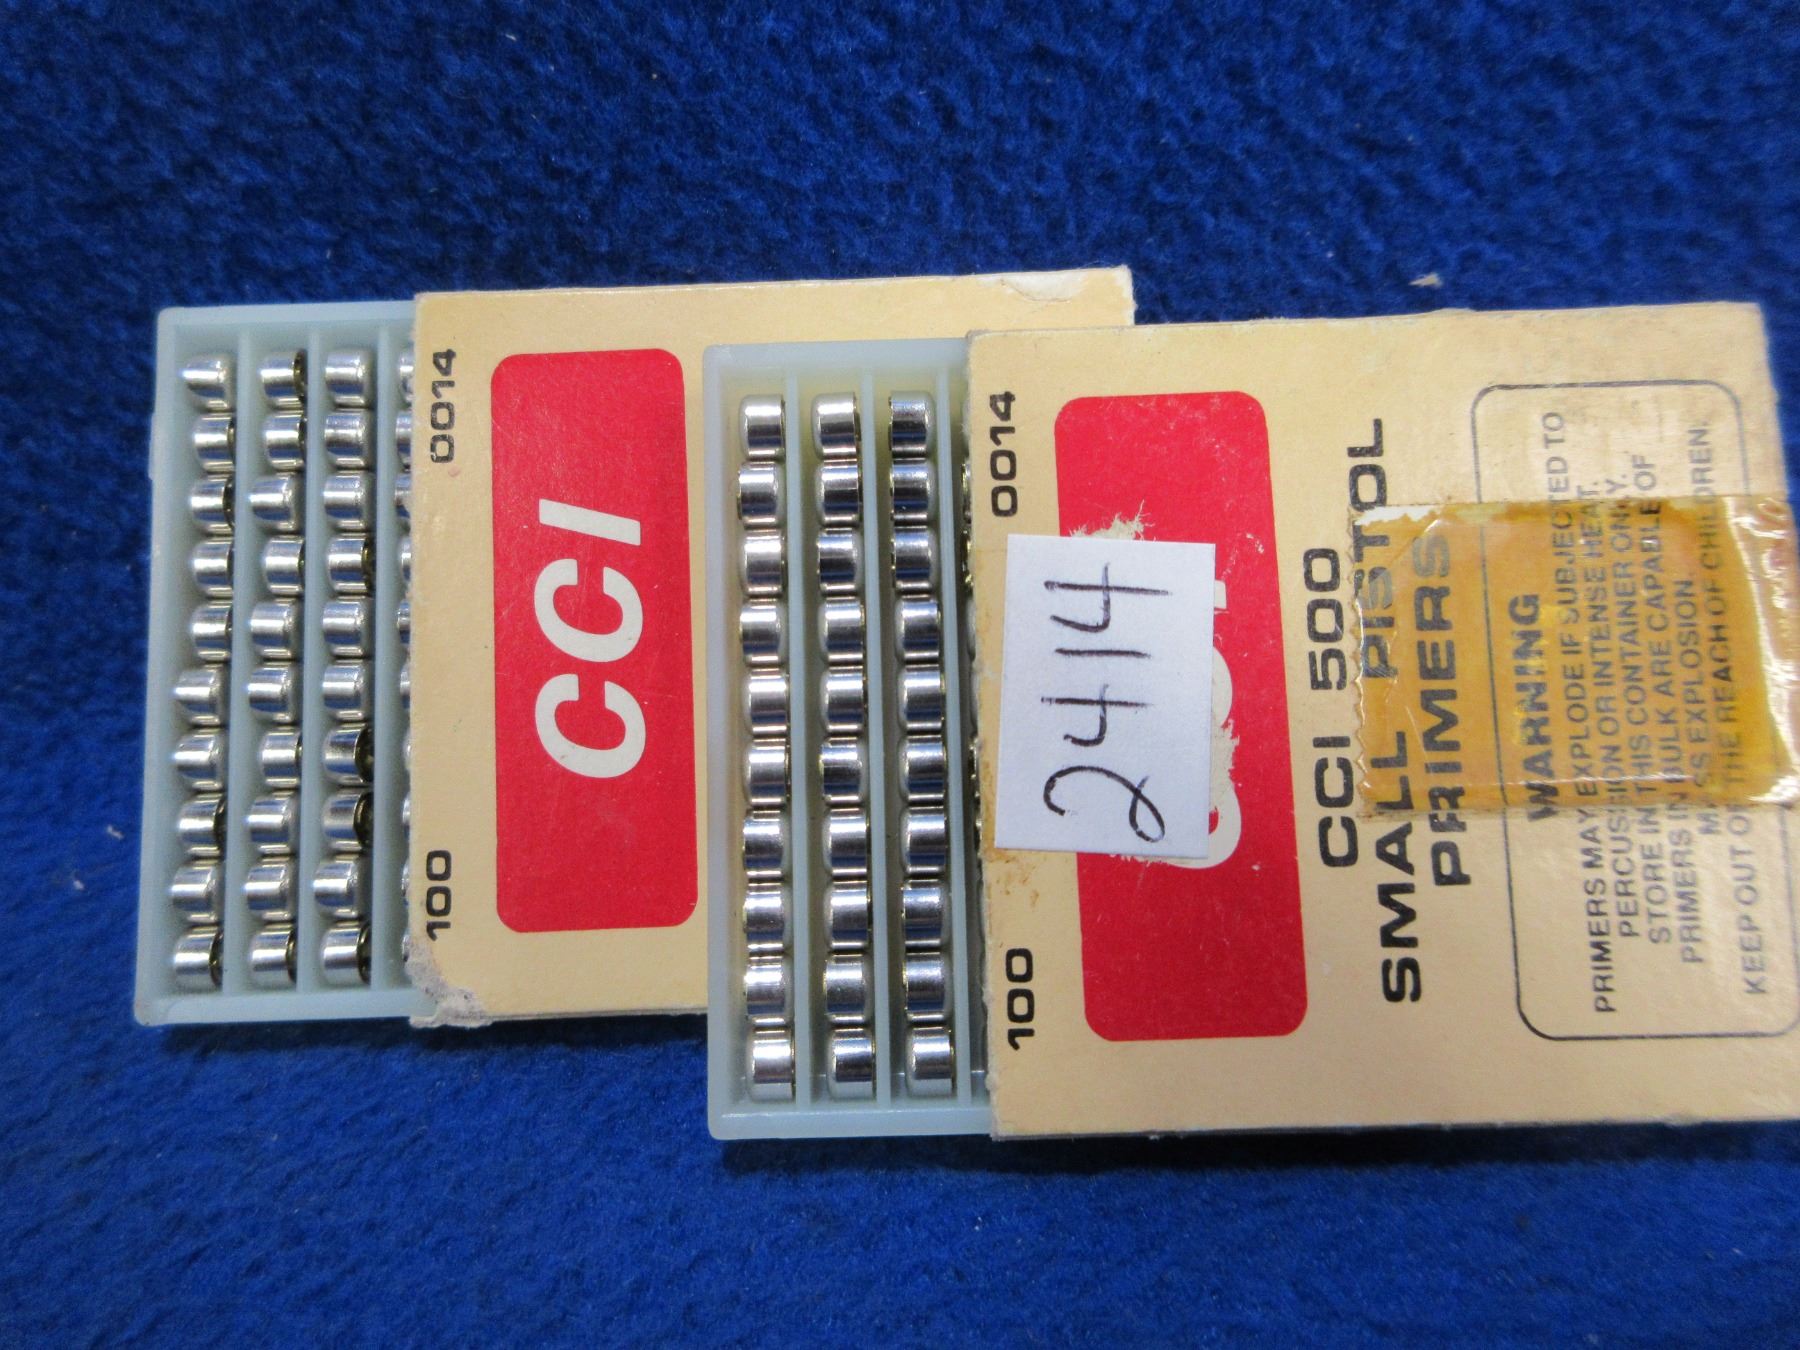 100 0014
CCI
100 0014
2414
CCI 500
SMALL PISTOL
PRIMERS
WARNING
PRIMERS MAY EXPLODE IF SUBJECTED TO
PERCUSSION OR INTENSE HEAT.
STORE IN THIS CONTAINER ONLY.
PRIMERS IN BULK ARE CAPABLE OF
MASS EXPLOSION.
KEEP OUT OF THE REACH OF CHILDREN.